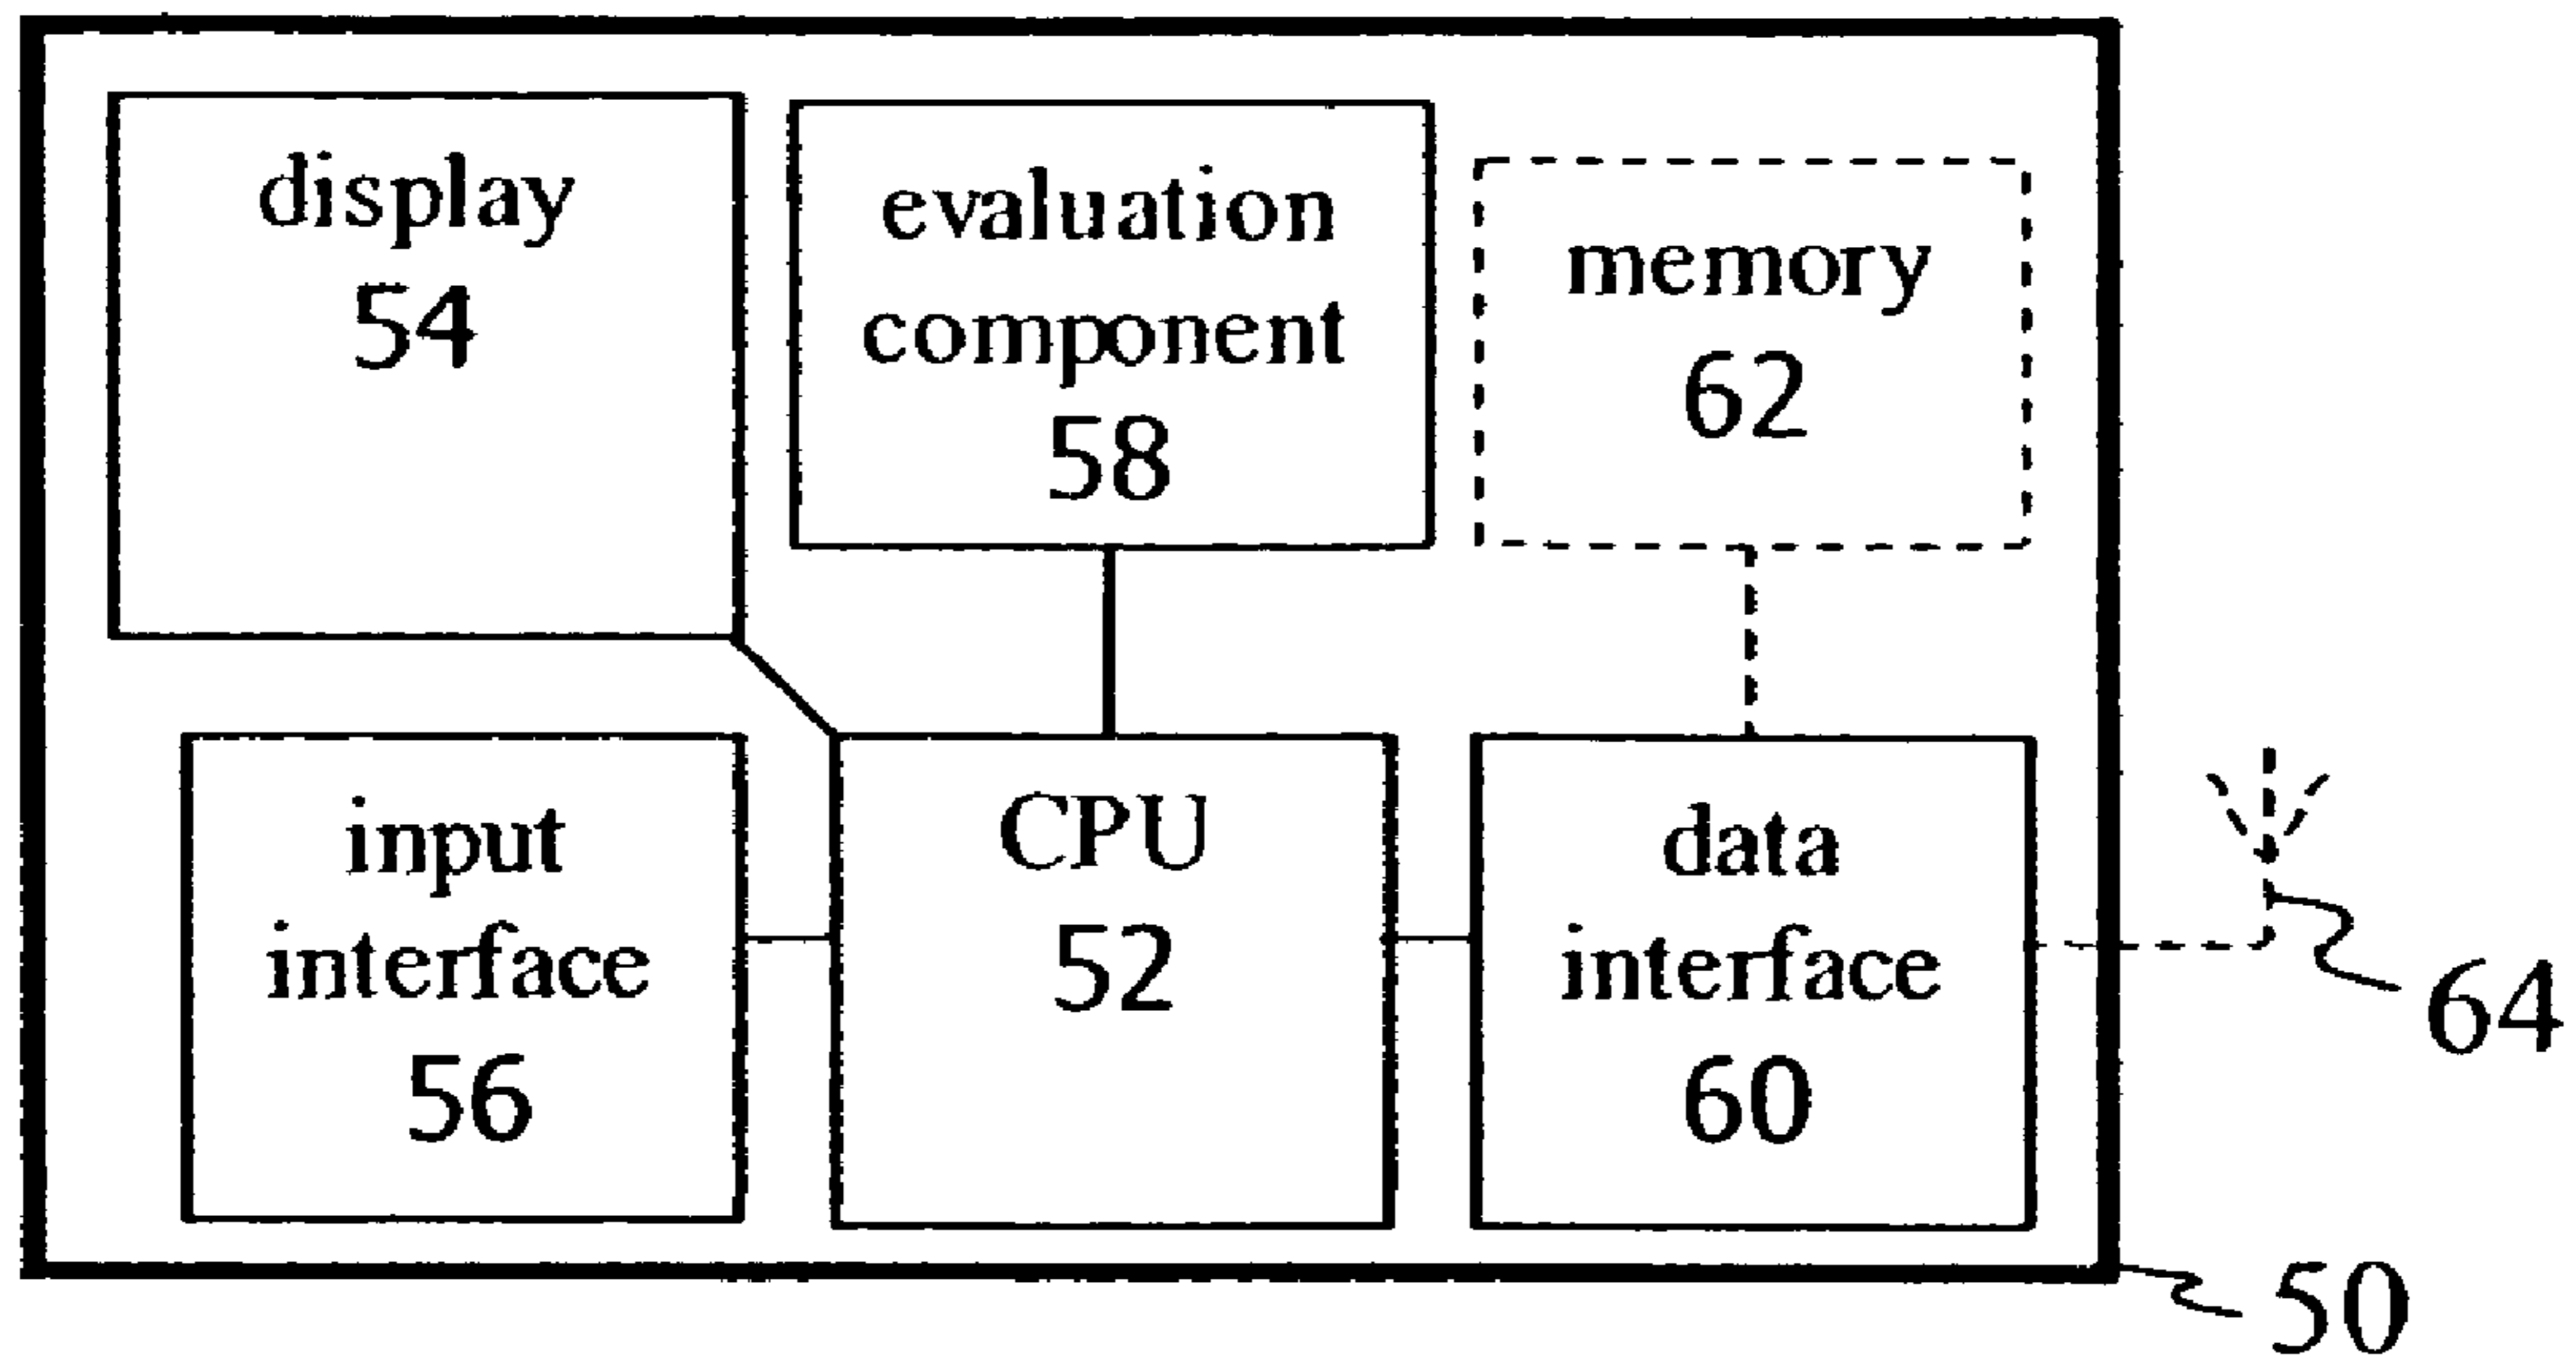 display
54
evaluation
component
58
memory
62
input
interface
56
CPU
52
data
interface
60
64
50